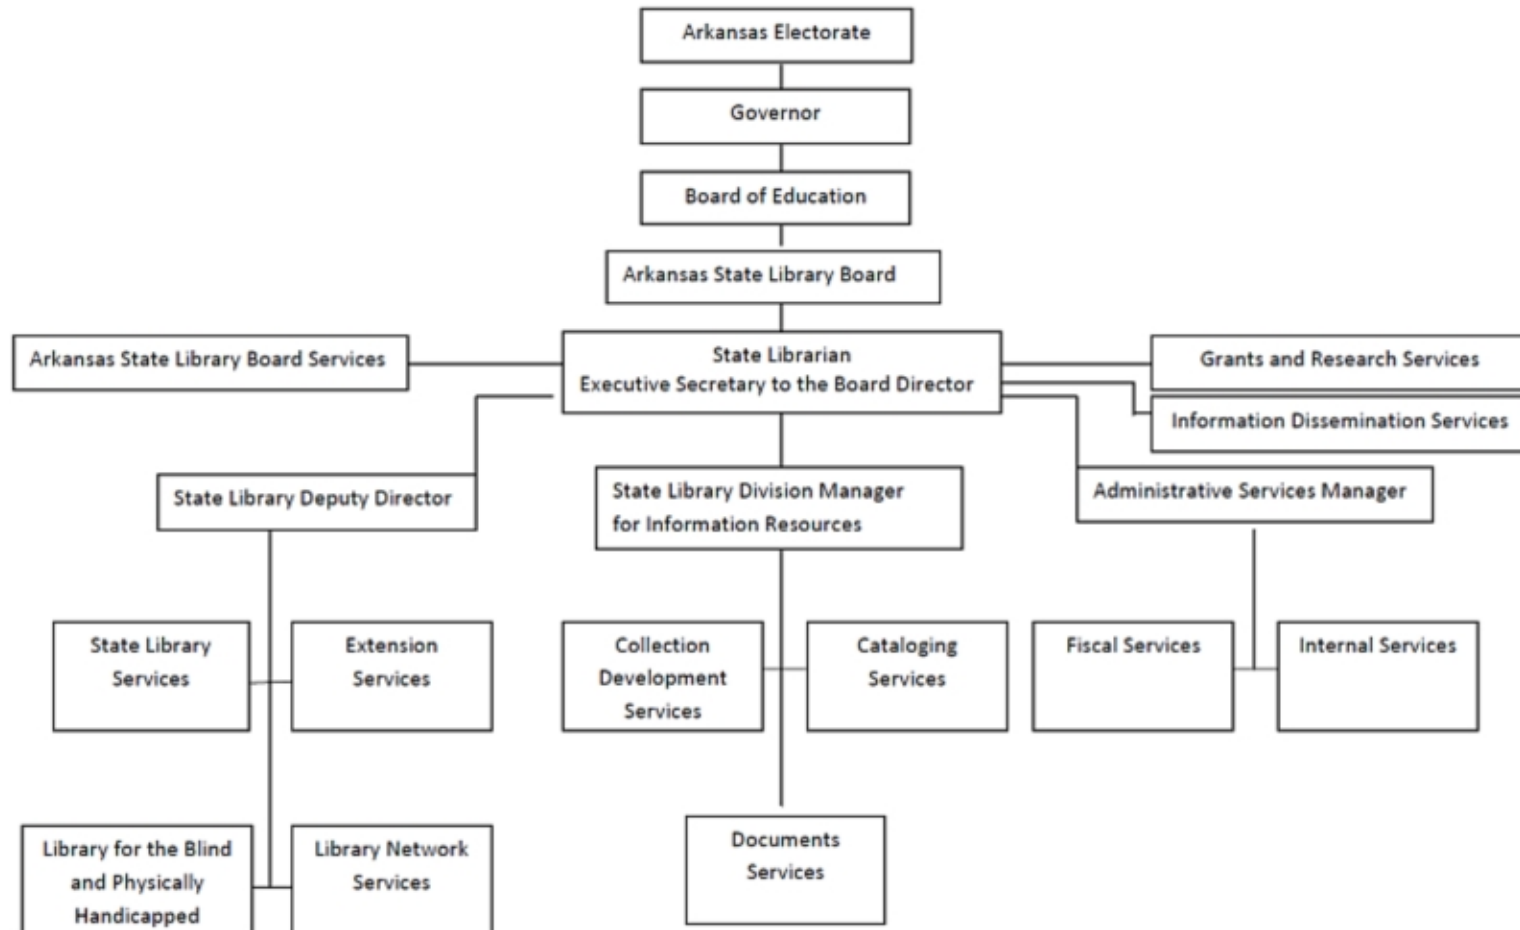 Arkansas Electorate
Governor
Board of Education
Arkansas State Library Board
Arkansas State Library Board Services
State Librarian
Executive Secretary to the Board Director
Grants and Research Services
Information Dissemination Services
State Library Deputy Director
State Library Division Manager
for Information Resources
Administrative Services Manager
State Library
Services
Extension
Services
Collection
Development
Services
Cataloging
Services
Fiscal Services
Internal Services
Library for the Blind
and Physically
Handicapped
Library Network
Services
Documents
Services